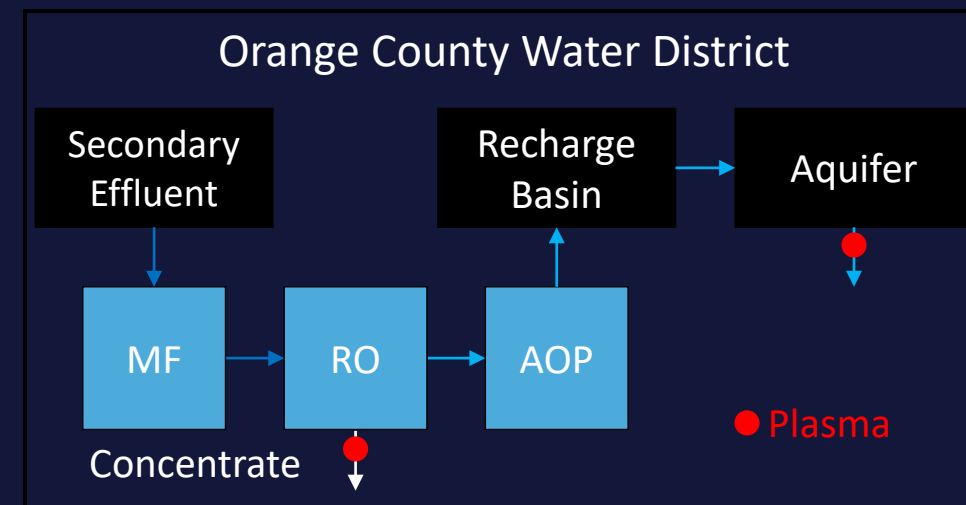 Orange County Water District
Secondary
Effluent
Recharge
Basin
Aquifer
MF
RO
AOP
Plasma
Concentrate